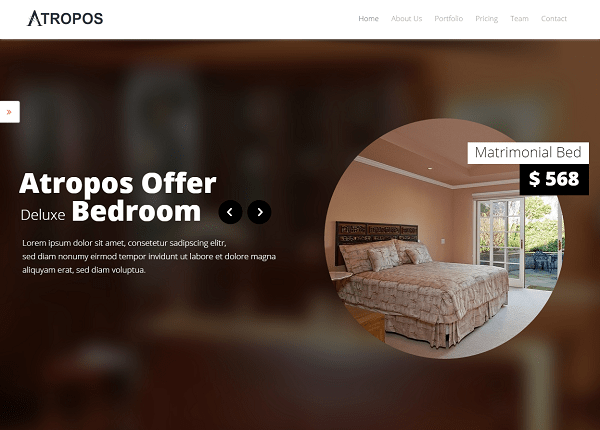 ATROPOS
Home About Us Portfolio Pricing Team Contact
Matrimonial Bed
$ 568
Atropos Offer
Deluxe Bedroom
Lorem ipsum dolor sit amet, consetetur sadipscing elitr,
sed diam nonumy eirmod tempor invidunt ut labore et dolore magna
aliquyam erat, sed diam voluptua.